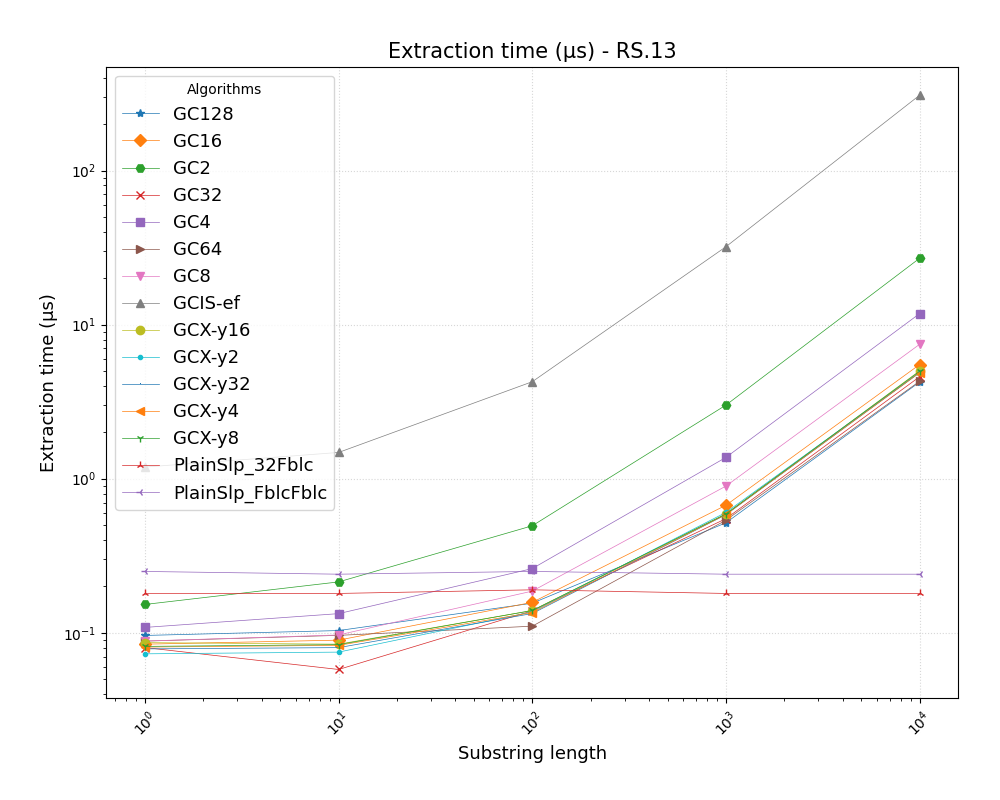 Extraction time (µs) - RS.13
Algorithms
GC128
GC16
GC2
GC32
GC4
GC64
GC8
GCIS-ef
GCX-y16
GCX-y2
GCX-y32
GCX-y4
GCX-y8
PlainSlp_32Fblc
PlainSlp_FblcFblc
Extraction time (µs)
10²
10¹
10⁰
10⁻¹
10⁰
10¹
10²
10³
10⁴
Substring length